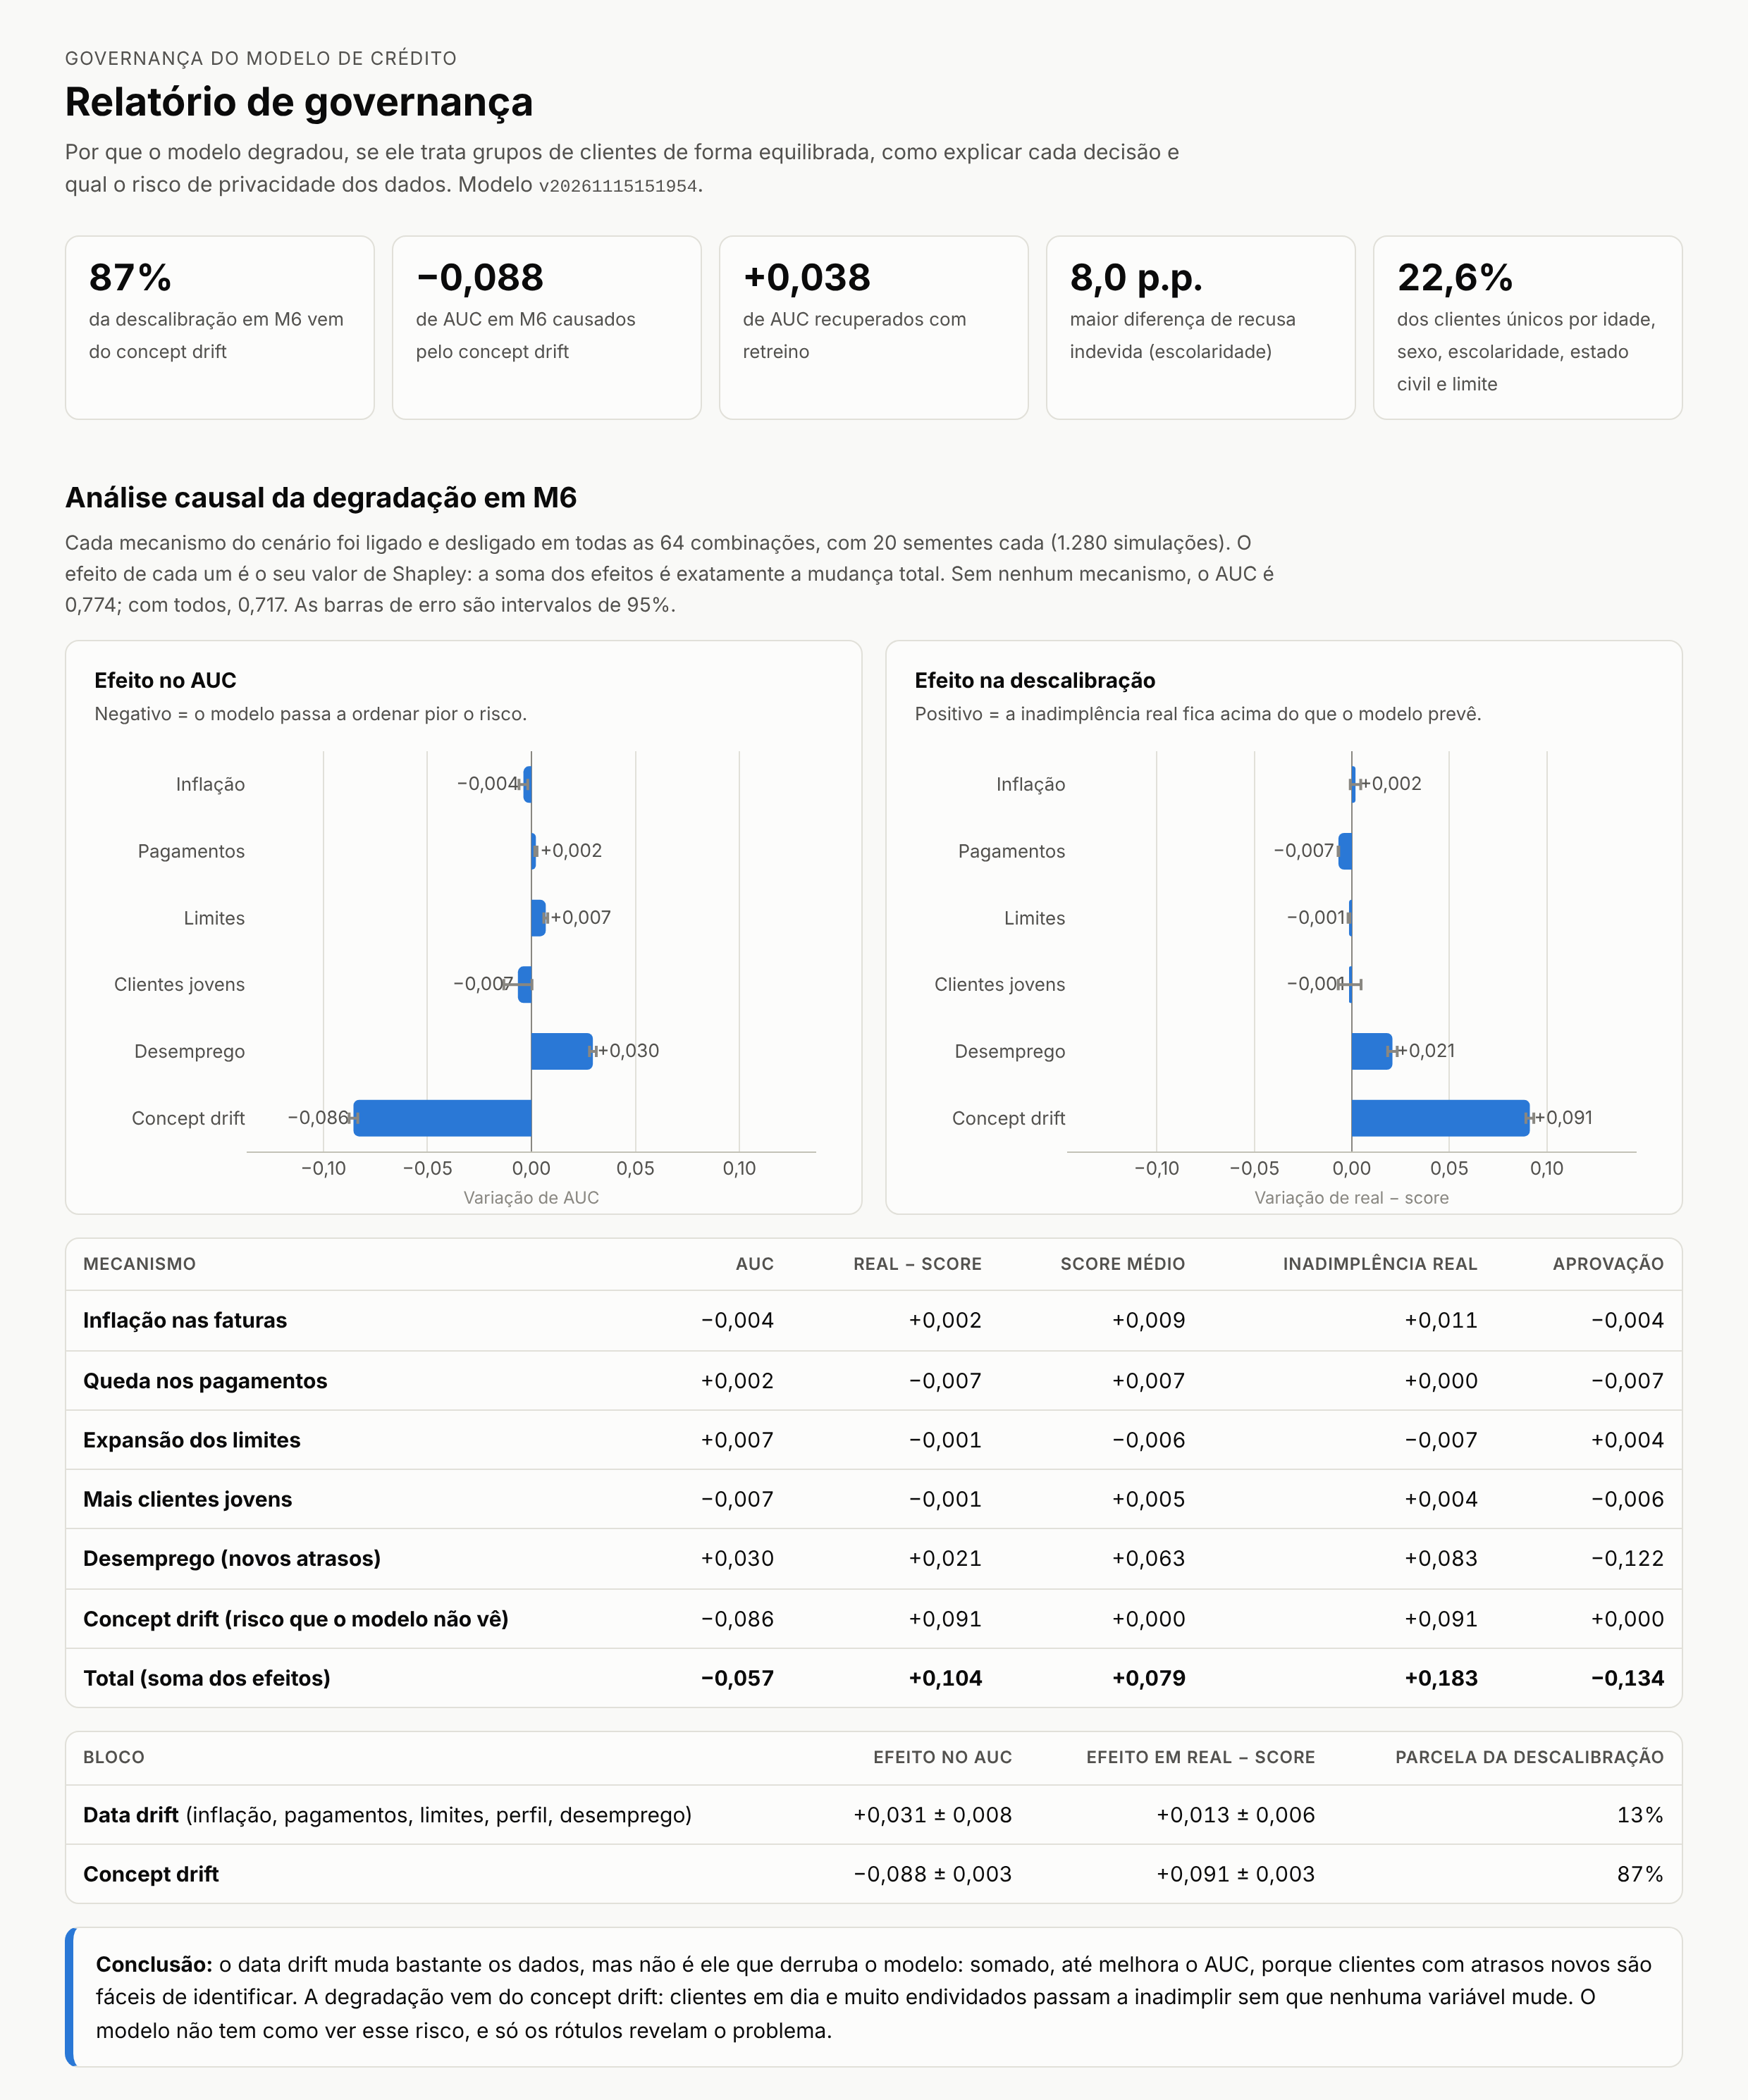 GOVERNANÇA DO MODELO DE CRÉDITO
Relatório de governança
Por que o modelo degradou, se ele trata grupos de clientes de forma equilibrada, como explicar cada decisão e
qual o risco de privacidade dos dados. Modelo v20261115151954.
87%
da descalibração em M6 vem
do concept drift
−0,088
de AUC em M6 causados
pelo concept drift
+0,038
de AUC recuperados com
retreino
8,0 p.p.
maior diferença de recusa
indevida (escolaridade)
22,6%
dos clientes únicos por idade,
sexo, escolaridade, estado
civil e limite
Análise causal da degradação em M6
Cada mecanismo do cenário foi ligado e desligado em todas as 64 combinações, com 20 sementes cada (1.280 simulações). O
efeito de cada um é o seu valor de Shapley: a soma dos efeitos é exatamente a mudança total. Sem nenhum mecanismo, o AUC é
0,774; com todos, 0,717. As barras de erro são intervalos de 95%.
Efeito no AUC
Negativo = o modelo passa a ordenar pior o risco.
Inflação −0,004
Pagamentos +0,002
Limites +0,007
Clientes jovens −0,007
Desemprego +0,030
Concept drift −0,086
−0,10 −0,05 0,00 0,05 0,10
Variação de AUC
Efeito na descalibração
Positivo = a inadimplência real fica acima do que o modelo prevê.
Inflação +0,002
Pagamentos −0,007
Limites −0,001
Clientes jovens −0,001
Desemprego +0,021
Concept drift +0,091
−0,10 −0,05 0,00 0,05 0,10
Variação de real − score
MECANISMO AUC REAL − SCORE SCORE MÉDIO INADIMPLÊNCIA REAL APROVAÇÃO
Inflação nas faturas −0,004 +0,002 +0,009 +0,011 −0,004
Queda nos pagamentos +0,002 −0,007 +0,007 +0,000 −0,007
Expansão dos limites +0,007 −0,001 −0,006 −0,007 +0,004
Mais clientes jovens −0,007 −0,001 +0,005 +0,004 −0,006
Desemprego (novos atrasos) +0,030 +0,021 +0,063 +0,083 −0,122
Concept drift (risco que o modelo não vê) −0,086 +0,091 +0,000 +0,091 +0,000
Total (soma dos efeitos) −0,057 +0,104 +0,079 +0,183 −0,134
BLOCO EFEITO NO AUC EFEITO EM REAL − SCORE PARCELA DA DESCALIBRAÇÃO
Data drift (inflação, pagamentos, limites, perfil, desemprego) +0,031 ± 0,008 +0,013 ± 0,006 13%
Concept drift −0,088 ± 0,003 +0,091 ± 0,003 87%
Conclusão: o data drift muda bastante os dados, mas não é ele que derruba o modelo: somado, até melhora o AUC, porque clientes com atrasos novos são
fáceis de identificar. A degradação vem do concept drift: clientes em dia e muito endividados passam a inadimplir sem que nenhuma variável mude. O
modelo não tem como ver esse risco, e só os rótulos revelam o problema.